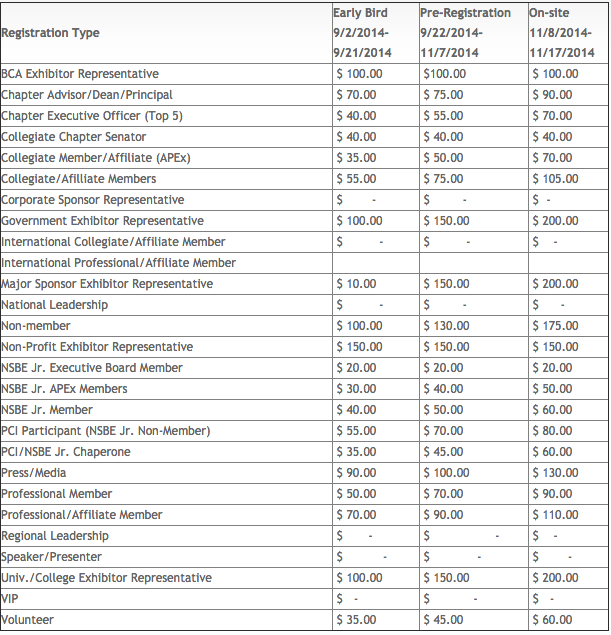 Registration Type Early Bird 9/2/2014- 9/21/2014 Pre-Registration 9/22/2014- 11/7/2014 On-site 11/8/2014- 11/17/2014
BCA Exhibitor Representative $ 100.00 $100.00 $ 100.00
Chapter Advisor/Dean/Principal $ 70.00 $ 75.00 $ 90.00
Chapter Executive Officer (Top 5) $ 40.00 $ 55.00 $ 70.00
Collegiate Chapter Senator $ 40.00 $ 40.00 $ 40.00
Collegiate Member/Affiliate (APEx) $ 35.00 $ 50.00 $ 70.00
Collegiate/Afilliate Members $ 55.00 $ 75.00 $ 105.00
Corporate Sponsor Representative $ - $ - $ -
Government Exhibitor Representative $ 100.00 $ 150.00 $ 200.00
International Collegiate/Affiliate Member $ - $ - $ -
International Professional/Affiliate Member
Major Sponsor Exhibitor Representative $ 10.00 $ 150.00 $ 200.00
National Leadership $ - $ - $ -
Non-member $ 100.00 $ 130.00 $ 175.00
Non-Profit Exhibitor Representative $ 150.00 $ 150.00 $ 150.00
NSBE Jr. Executive Board Member $ 20.00 $ 20.00 $ 20.00
NSBE Jr. APEx Members $ 30.00 $ 40.00 $ 50.00
NSBE Jr. Member $ 40.00 $ 50.00 $ 60.00
PCI Participant (NSBE Jr. Non-Member) $ 55.00 $ 70.00 $ 80.00
PCI/NSBE Jr. Chaperone $ 35.00 $ 45.00 $ 60.00
Press/Media $ 90.00 $ 100.00 $ 130.00
Professional Member $ 50.00 $ 70.00 $ 90.00
Professional/Affiliate Member $ 70.00 $ 90.00 $ 110.00
Regional Leadership $ - $ - $ -
Speaker/Presenter $ - $ - $ -
Univ./College Exhibitor Representative $ 100.00 $ 150.00 $ 200.00
VIP $ - $ - $ -
Volunteer $ 35.00 $ 45.00 $ 60.00